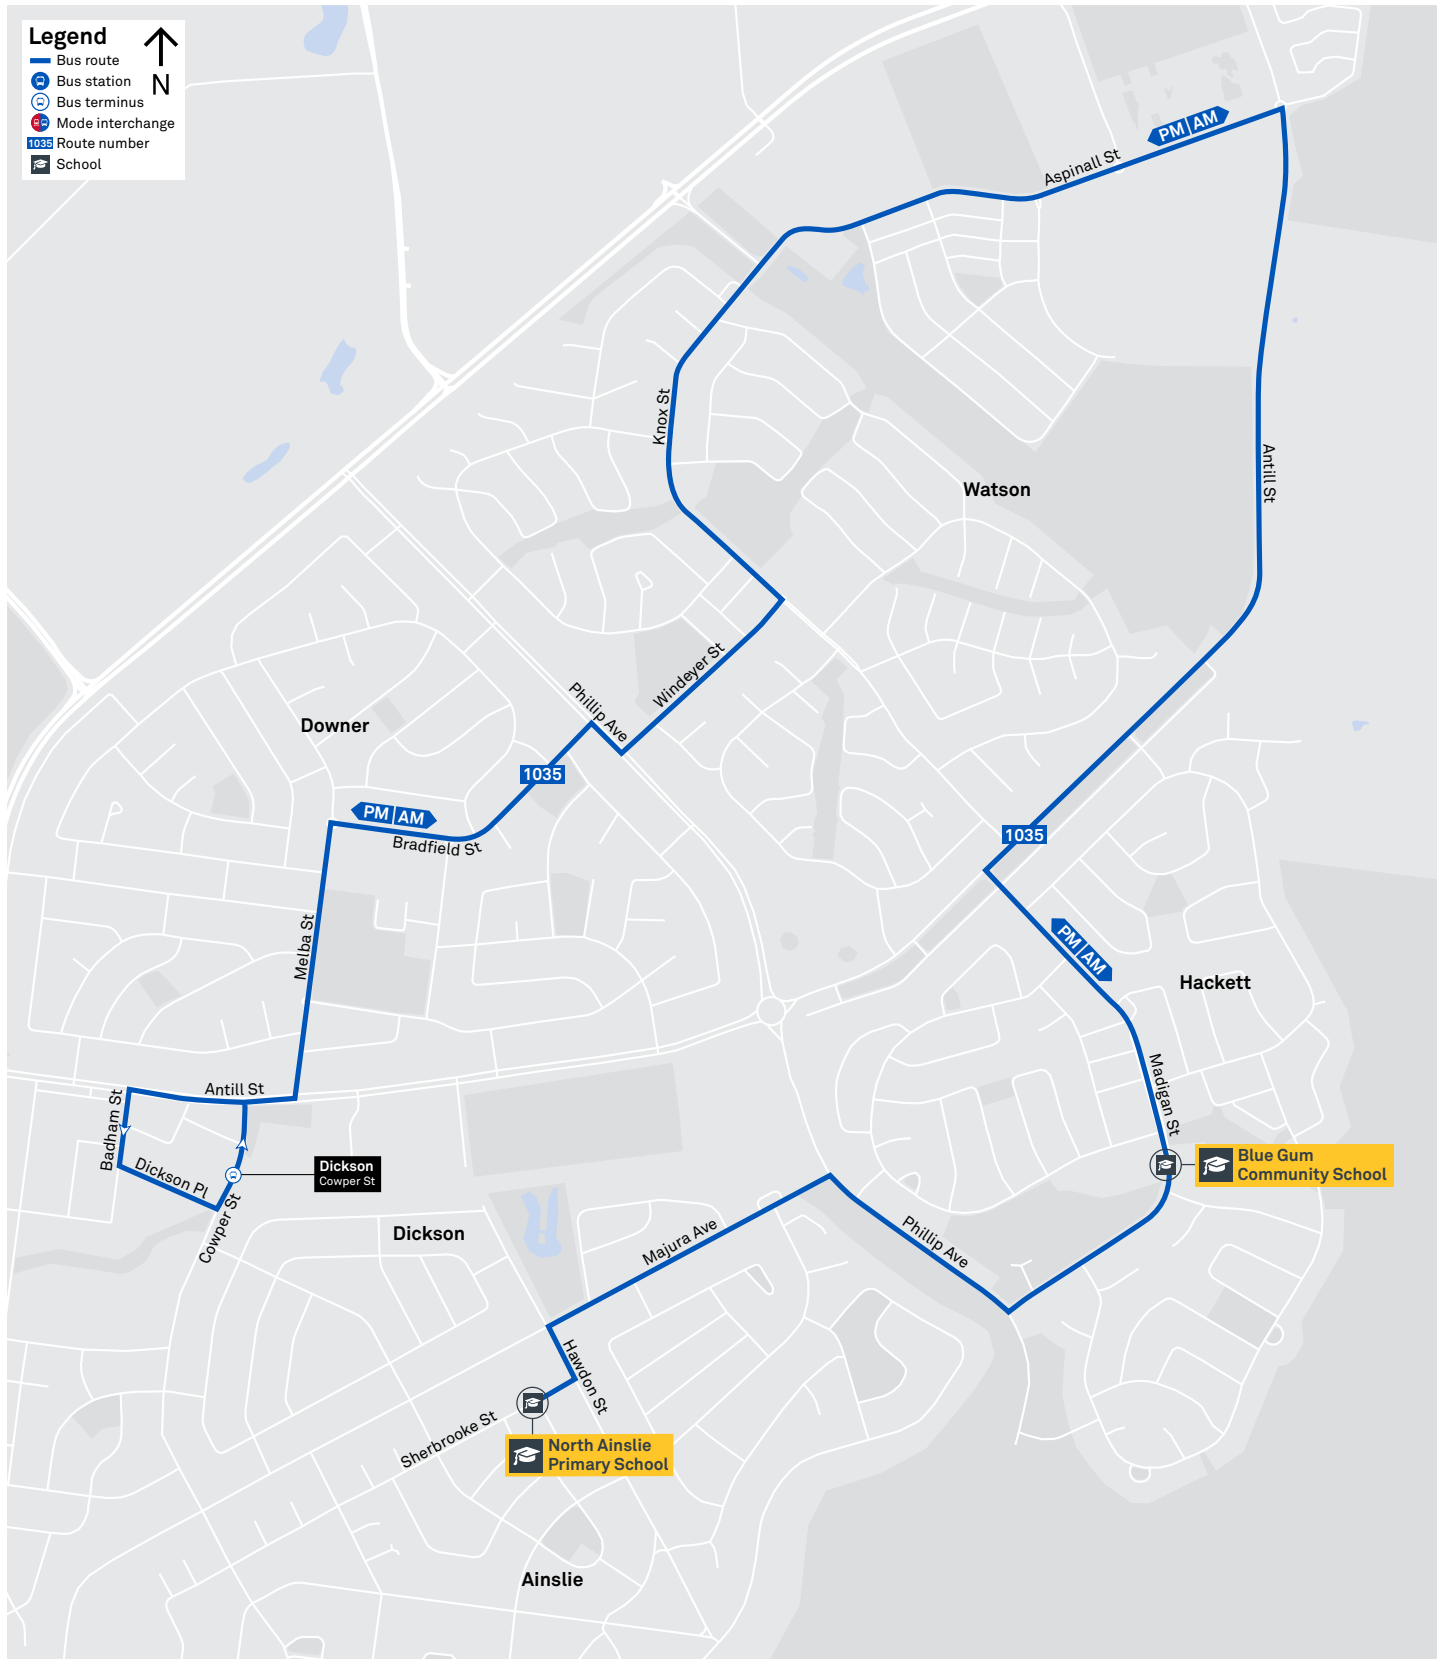 Legend
N
Bus route
Bus station
Bus terminus
Mode interchange
1035 Route number
School
PM AM
Aspinall St
Knox St
Antill St
Watson
Windeyer St
Phillip Ave
Downer
1035
PM AM
Bradfield St
1035
Melba St
PM AM
Hackett
Madigan St
Antill St
Badham St
Dickson Pl
Cowper St
Dickson
Cowper St
Blue Gum
Community School
Dickson
Majura Ave
Phillip Ave
Hawdon St
Sherbrooke St
North Ainslie
Primary School
Ainslie